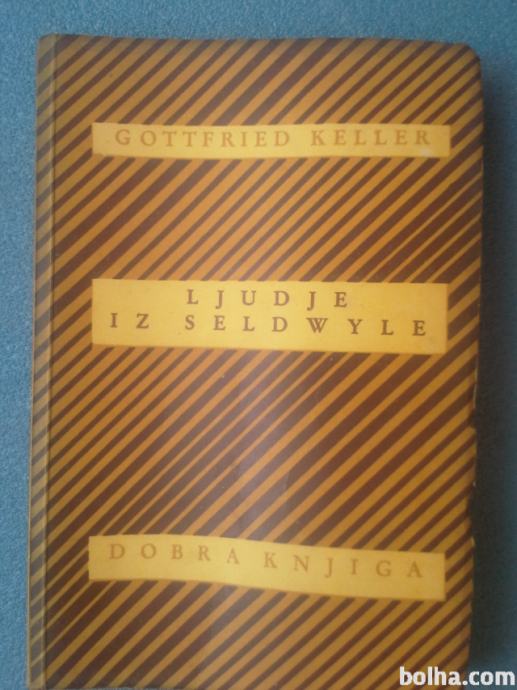 GOTTFRIED KELLER
LJUDJE
IZ SELDWYLE
DOBRA KNJIGA
bolha.com